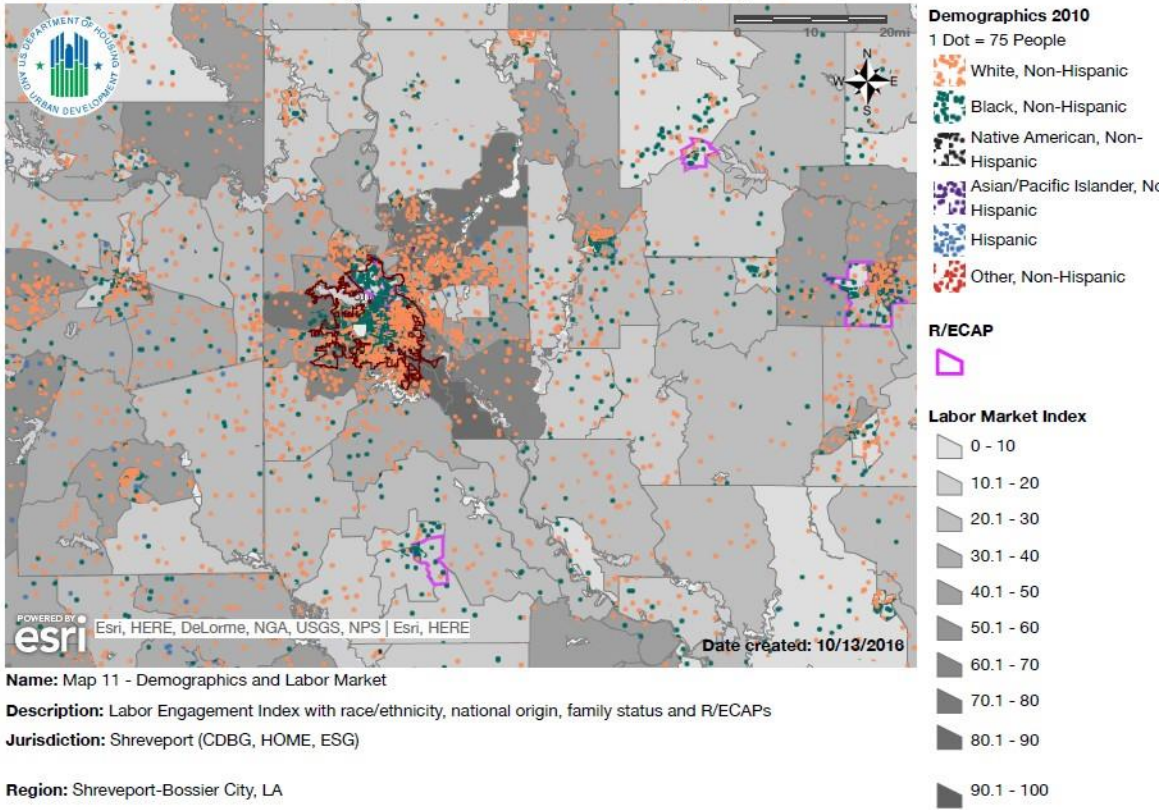 U.S. DEPARTMENT OF HOUSING
AND URBAN DEVELOPMENT
0 10 20mi
N
W E
S
POWERED BY
esri
Esri, HERE, DeLorme, NGA, USGS, NPS | Esri, HERE
Date created: 10/13/2016
Name: Map 11 - Demographics and Labor Market
Description: Labor Engagement Index with race/ethnicity, national origin, family status and R/ECAPs
Jurisdiction: Shreveport (CDBG, HOME, ESG)
Region: Shreveport-Bossier City, LA
Demographics 2010
1 Dot = 75 People
White, Non-Hispanic
Black, Non-Hispanic
Native American, Non-
Hispanic
Asian/Pacific Islander, No
Hispanic
Hispanic
Other, Non-Hispanic
R/ECAP
Labor Market Index
0 - 10
10.1 - 20
20.1 - 30
30.1 - 40
40.1 - 50
50.1 - 60
60.1 - 70
70.1 - 80
80.1 - 90
90.1 - 100